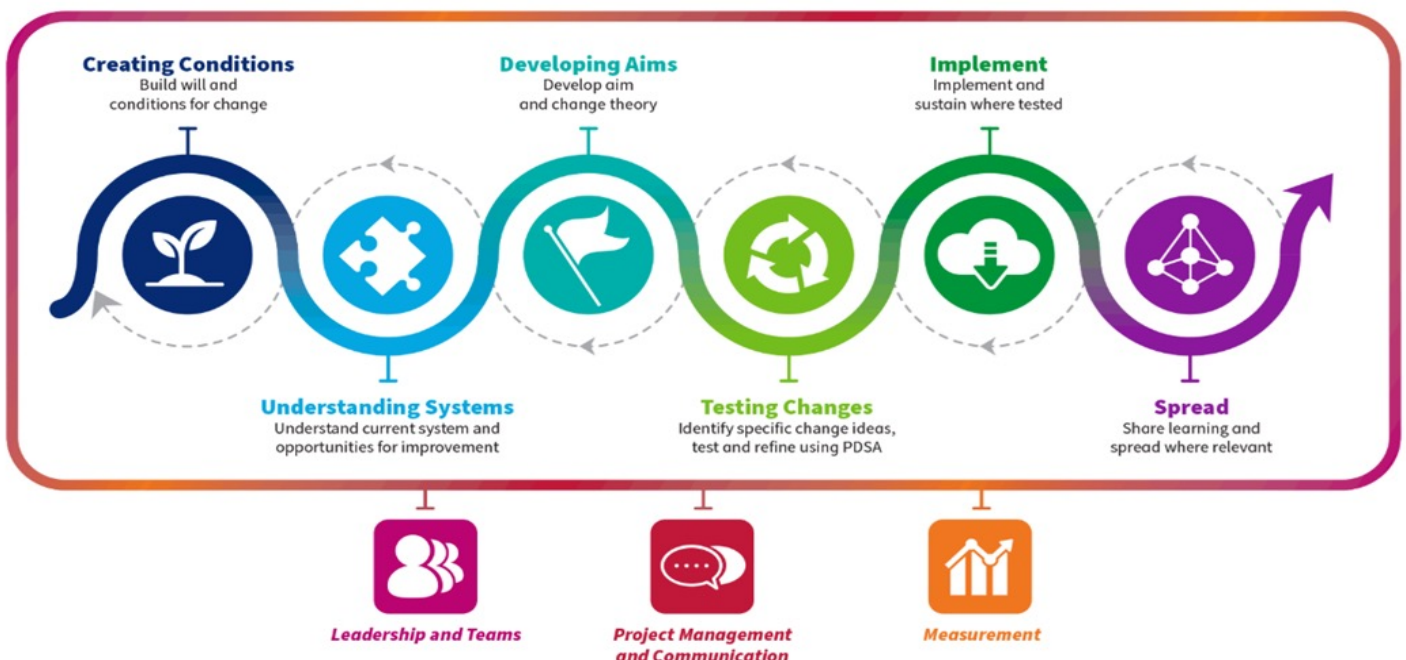 Creating Conditions
Build will and
conditions for change
Developing Aims
Develop aim
and change theory
Implement
Implement and
sustain where tested
Understanding Systems
Understand current system and
opportunities for improvement
Testing Changes
Identify specific change ideas,
test and refine using PDSA
Spread
Share learning and
spread where relevant
Leadership and Teams
Project Management
and Communication
Measurement